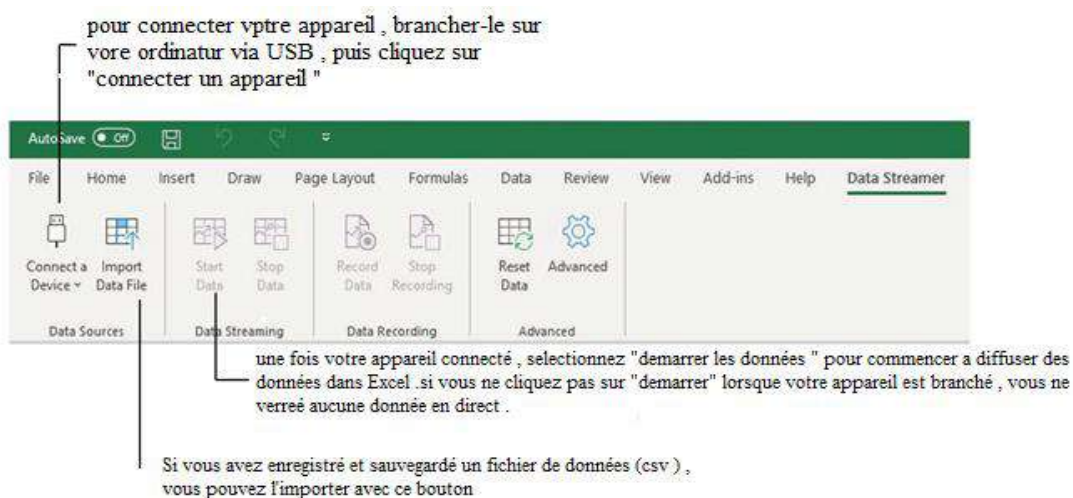 pour connecter vptre appareil , brancher-le sur
vore ordinatur via USB , puis cliquez sur
"connecter un appareil "
AutoSave Off
File Home Insert Draw Page Layout Formulas Data Review View Add-ins Help Data Streamer
Connect a Device Import Data File Start Data Stop Data Record Data Stop Recording Reset Data Advanced
Data Sources Data Streaming Data Recording Advanced
une fois votre appareil connecté , selectionnez "demarrer les données " pour commencer a diffuser des
données dans Excel .si vous ne cliquez pas sur "demarrer" lorsque votre appareil est branché , vous ne
verreé aucune donnée en direct .
Si vous avez enregistré et sauvegardé un fichier de données (csv ) ,
vous pouvez l'importer avec ce bouton